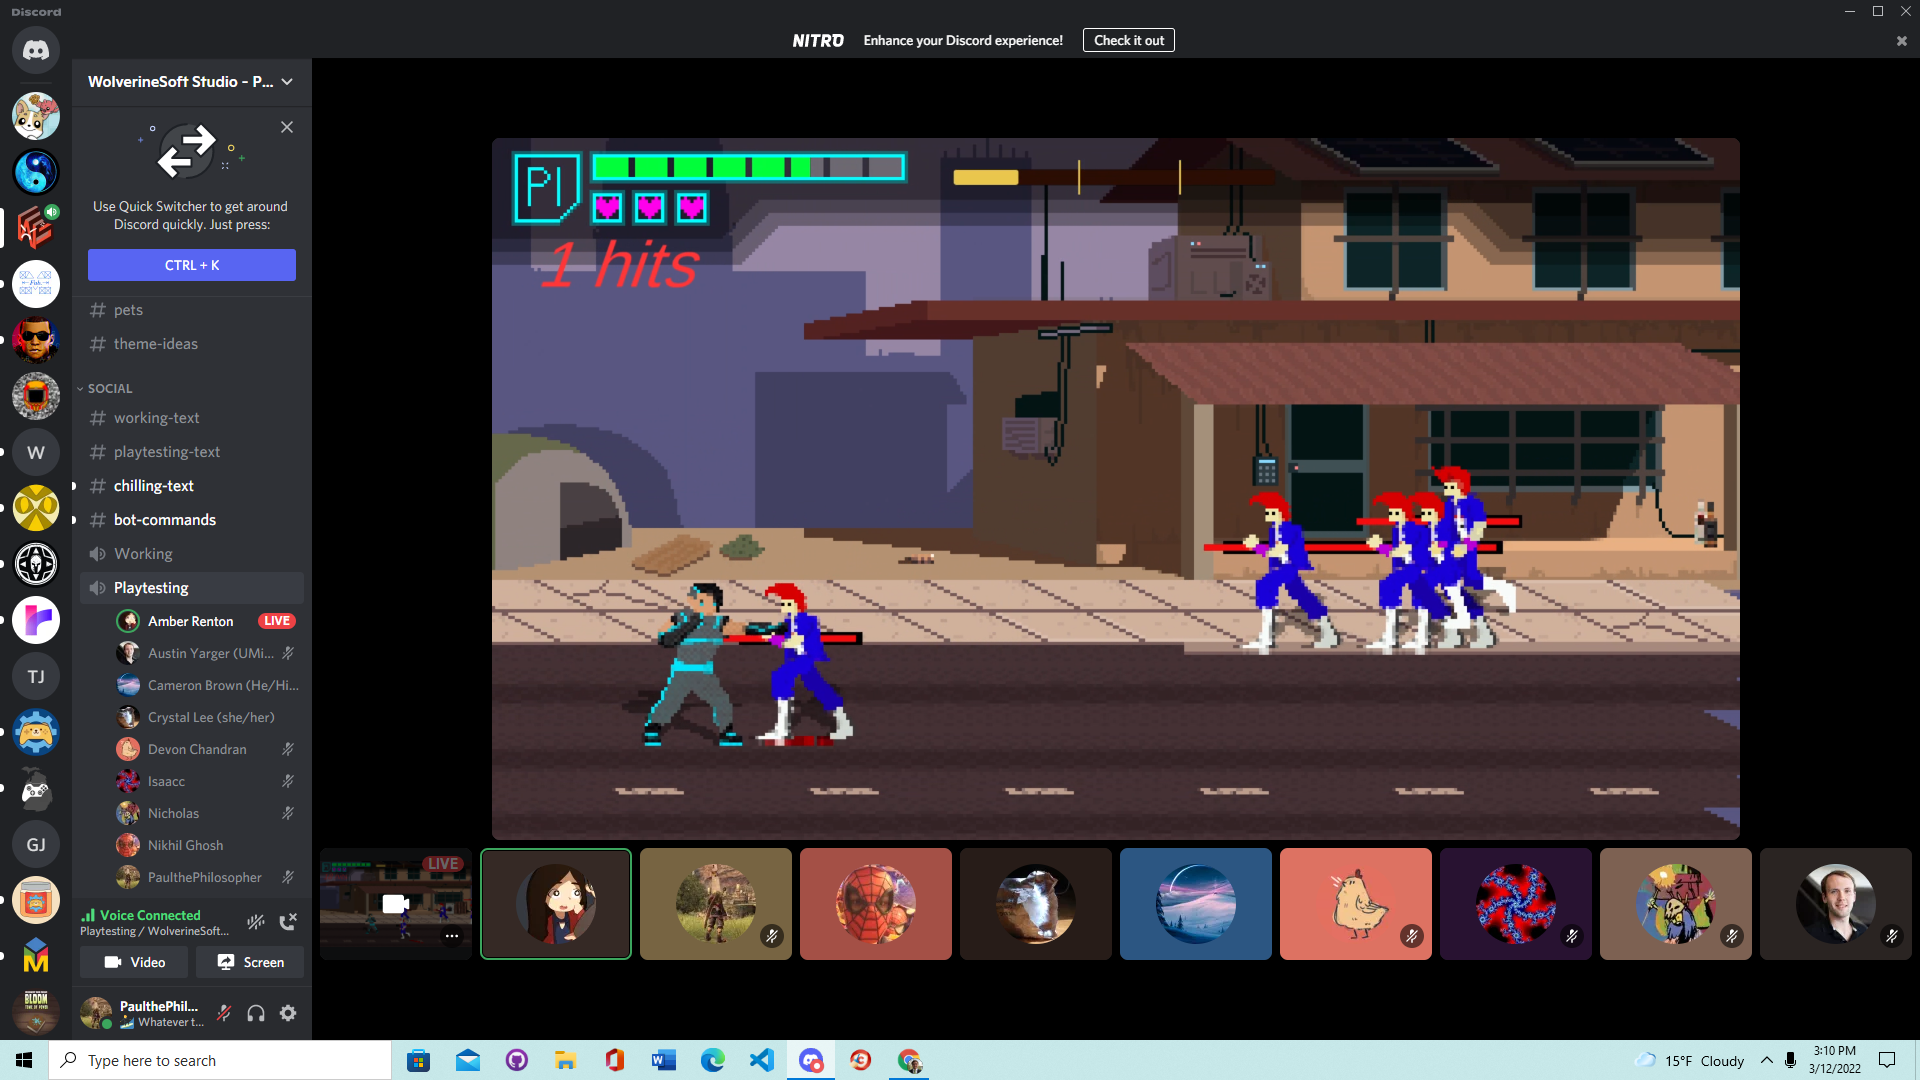 Discord
NITRO Enhance your Discord experience! Check it out
WolverineSoft Studio - P...
Use Quick Switcher to get around
Discord quickly. Just press:
CTRL + K
pets
theme-ideas
SOCIAL
working-text
playtesting-text
chilling-text
bot-commands
Working
Playtesting
Amber Renton LIVE
Austin Yarger (UMi...
Cameron Brown (He/Hi...
Crystal Lee (she/her)
Devon Chandran
Isaacc
Nicholas
Nikhil Ghosh
PaulthePhilosopher
Voice Connected
Playtesting / WolverineSoft...
Video Screen
PaulthePhil...
Whatever t...
W
TJ
GJ
BLOOM
P1
1 hits
LIVE
Type here to search
15°F Cloudy
3:10 PM
3/12/2022